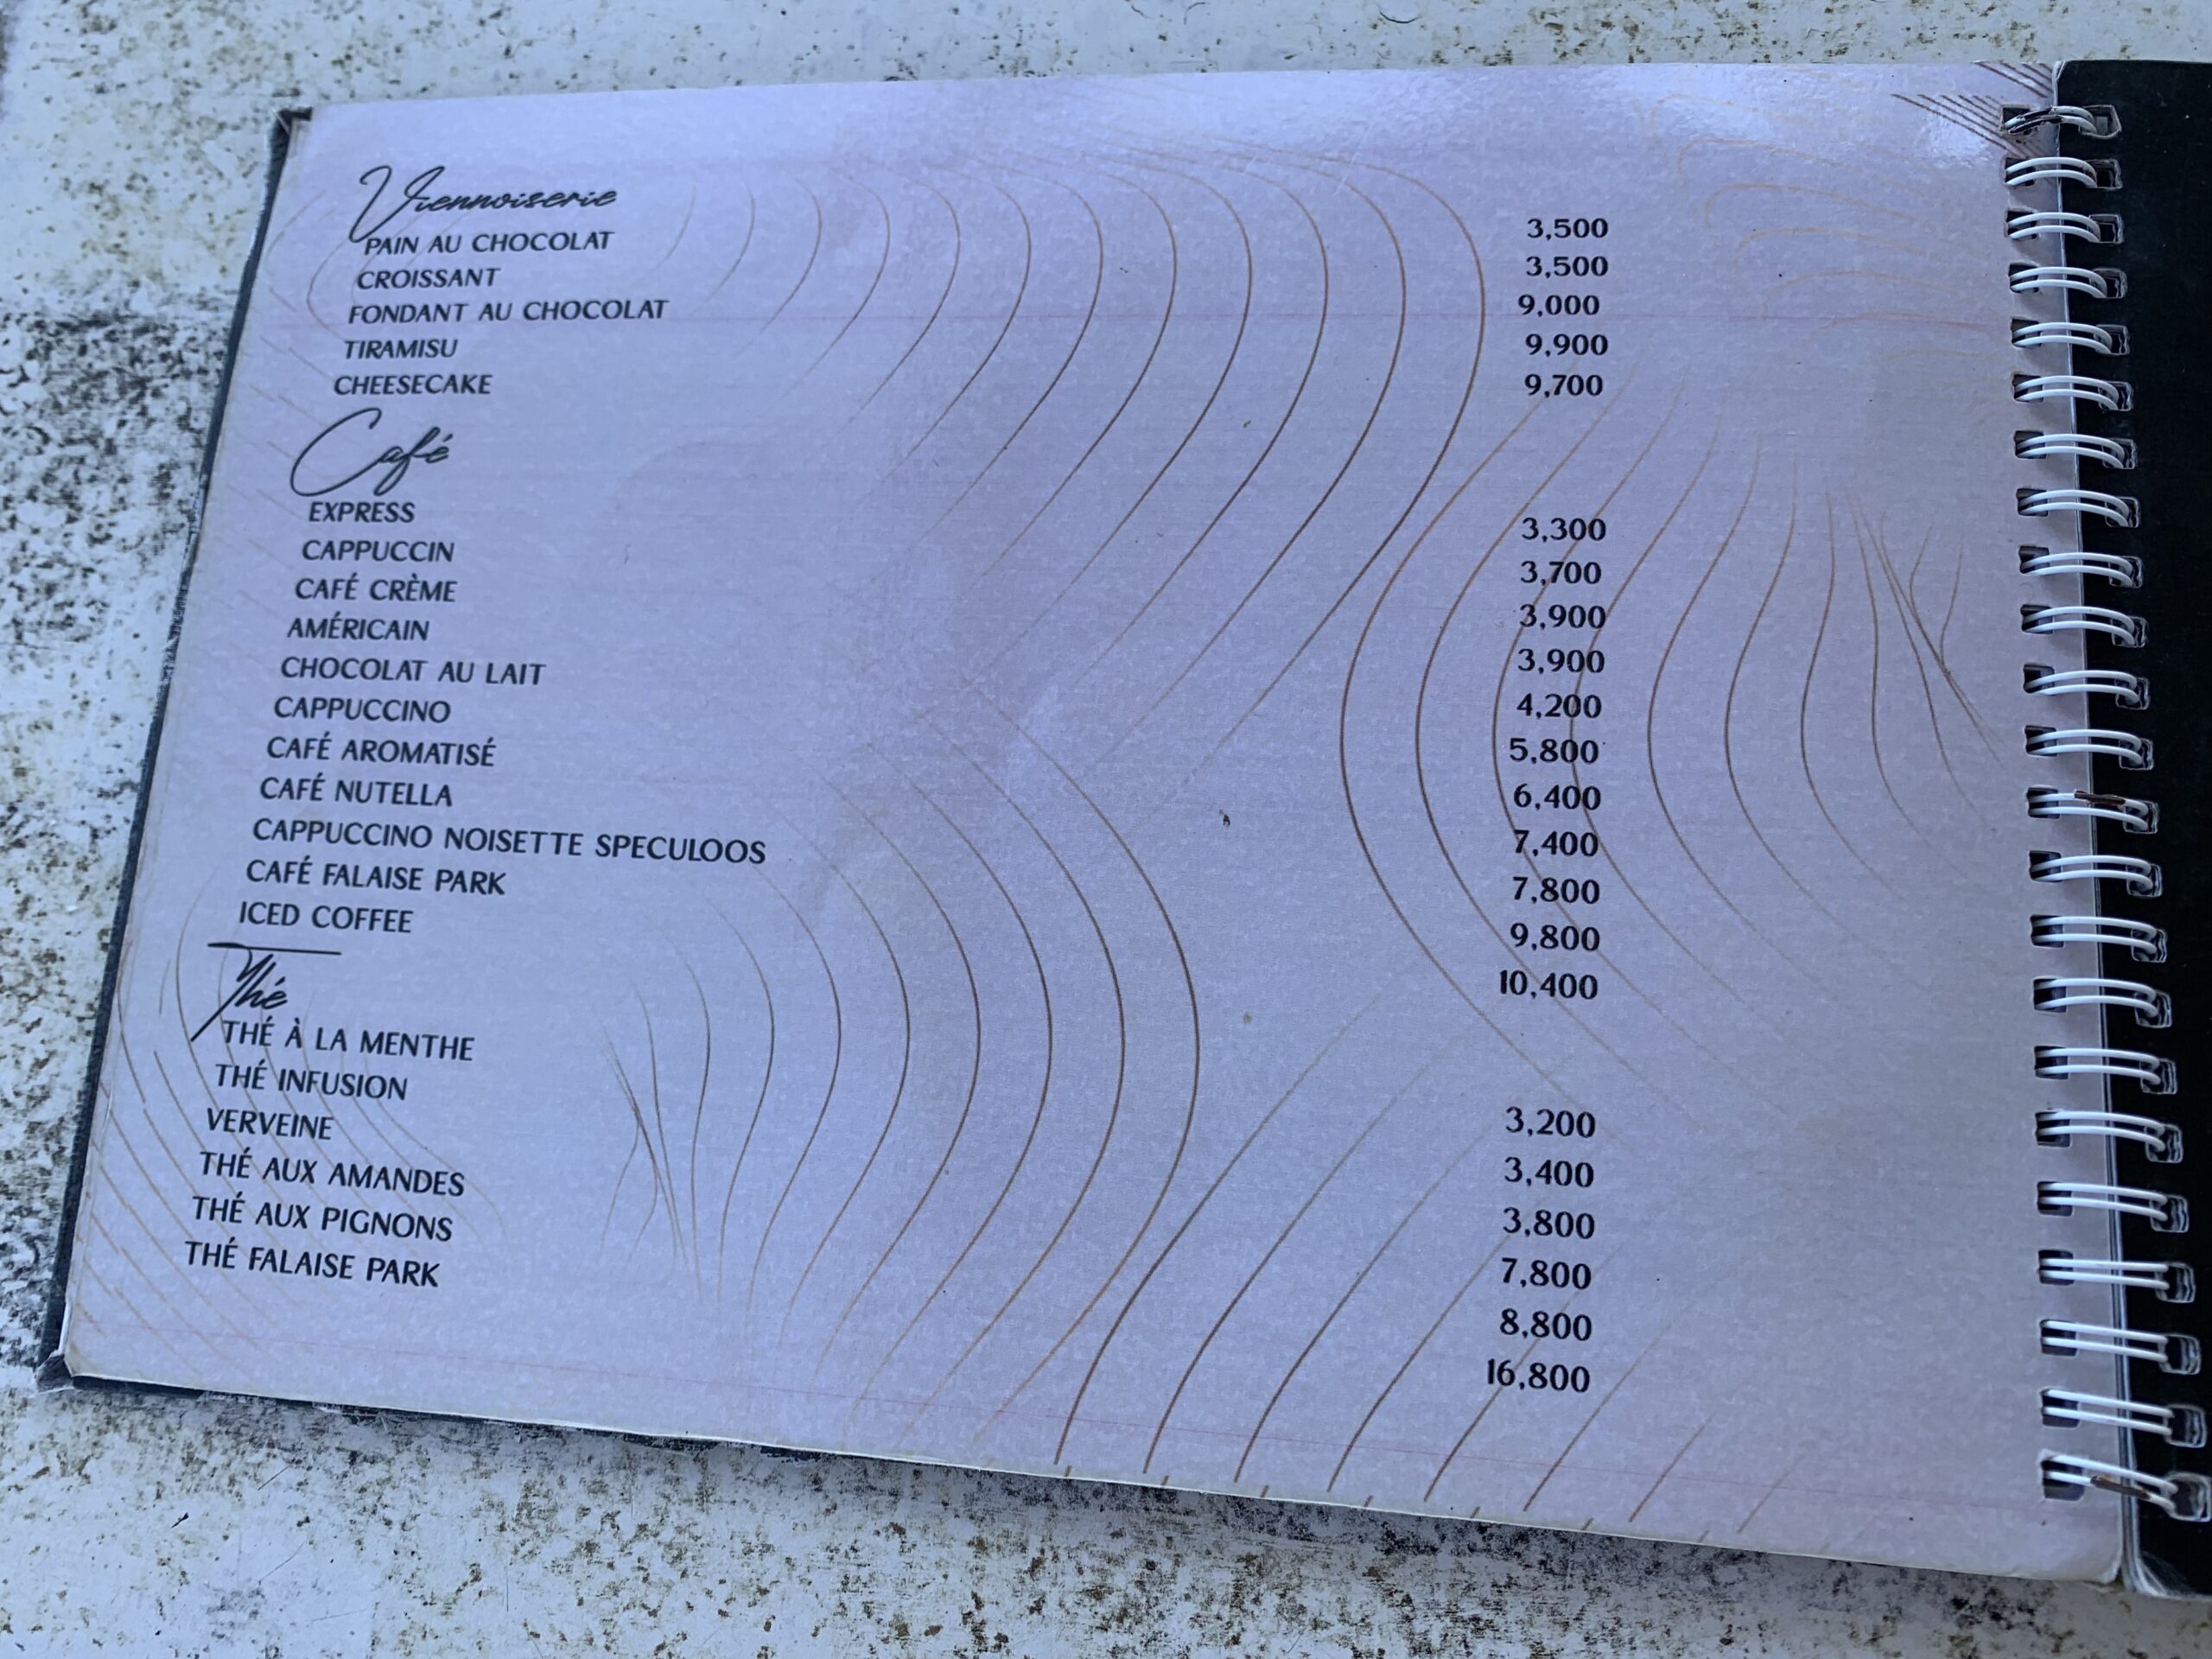 Viennoiserie
PAIN AU CHOCOLAT 3,500
CROISSANT 3,500
FONDANT AU CHOCOLAT 9,000
TIRAMISU 9,900
CHEESECAKE 9,700
Café
EXPRESS 3,300
CAPPUCCIN 3,700
CAFÉ CRÈME 3,900
AMÉRICAIN 3,900
CHOCOLAT AU LAIT 4,200
CAPPUCCINO 5,800
CAFÉ AROMATISÉ 6,400
CAFÉ NUTELLA 7,400
CAPPUCCINO NOISETTE SPECULOOS 7,800
CAFÉ FALAISE PARK 9,800
ICED COFFEE 10,400
Thé
THÉ À LA MENTHE 3,200
THÉ INFUSION 3,400
VERVEINE 3,800
THÉ AUX AMANDES 7,800
THÉ AUX PIGNONS 8,800
THÉ FALAISE PARK 16,800